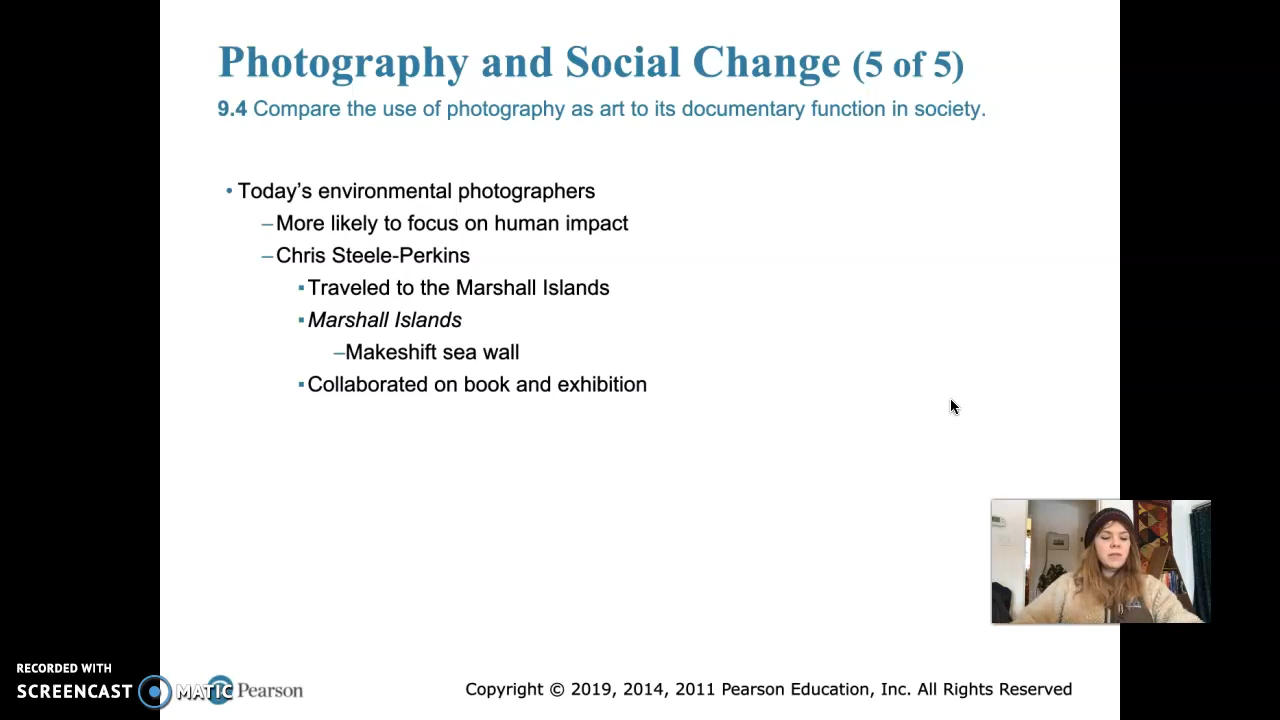 Photography and Social Change (5 of 5)
9.4 Compare the use of photography as art to its documentary function in society.
• Today’s environmental photographers
–More likely to focus on human impact
–Chris Steele-Perkins
▪Traveled to the Marshall Islands
▪Marshall Islands
–Makeshift sea wall
▪Collaborated on book and exhibition
RECORDED WITH
SCREENCAST MATIC
Pearson
Copyright © 2019, 2014, 2011 Pearson Education, Inc. All Rights Reserved